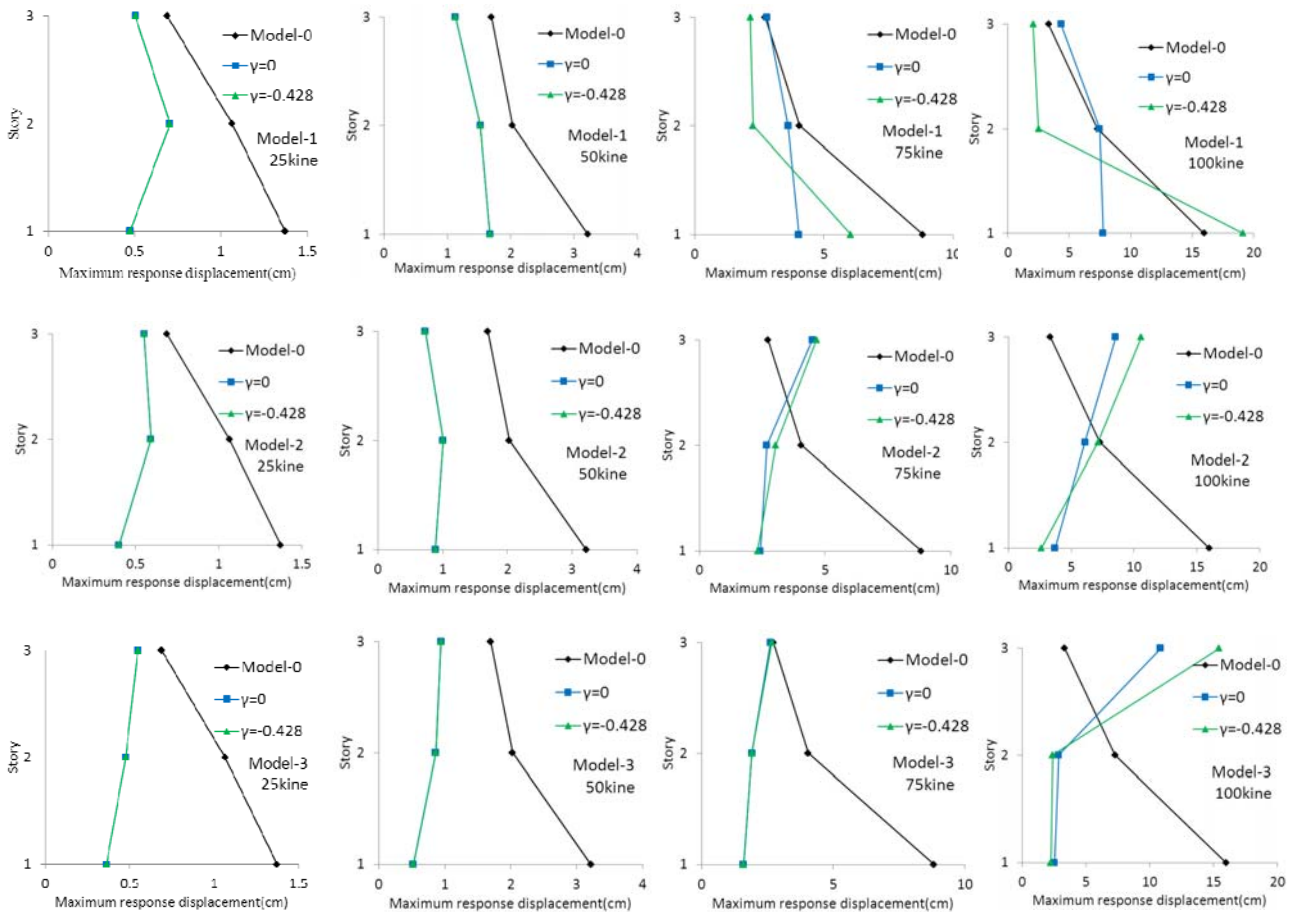 3
Model-0
γ=0
γ=-0.428
Story
2
Model-1
25kine
1
0 0.5 1 1.5
Maximum response displacement(cm)
3
Model-0
γ=0
γ=-0.428
Story
2
Model-1
50kine
1
0 1 2 3 4
Maximum response displacement(cm)
3
Model-0
γ=0
γ=-0.428
Story
2
Model-1
75kine
1
0 5 10
Maximum response displacement(cm)
3
Model-0
γ=0
γ=-0.428
Story
2
Model-1
100kine
1
0 5 10 15 20
Maximum response displacement(cm)
3
Model-0
γ=0
γ=-0.428
Story
2
Model-2
25kine
1
0 0.5 1 1.5
Maximum response displacement(cm)
3
Model-0
γ=0
γ=-0.428
Story
2
Model-2
50kine
1
0 1 2 3 4
Maximum response displacement(cm)
3
Model-0
γ=0
γ=-0.428
Story
2
Model-2
75kine
1
0 5 10
Maximum response displacement(cm)
3
Model-0
γ=0
γ=-0.428
Story
2
Model-2
100kine
1
0 5 10 15 20
Maximum response displacement(cm)
3
Model-0
γ=0
γ=-0.428
Story
2
Model-3
25kine
1
0 0.5 1 1.5
Maximum response displacement(cm)
3
Model-0
γ=0
γ=-0.428
Story
2
Model-3
50kine
1
0 1 2 3 4
Maximum response displacement(cm)
3
Model-0
γ=0
γ=-0.428
Story
2
Model-3
75kine
1
0 5 10
Maximum response displacement(cm)
3
Model-0
γ=0
γ=-0.428
Story
2
Model-3
100kine
1
0 5 10 15 20
Maximum response displacement(cm)